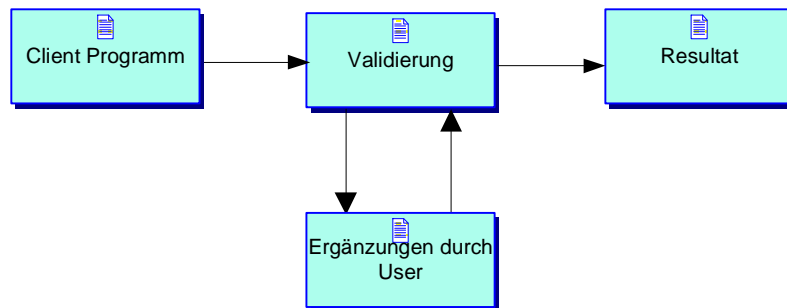 Client Programm
Validierung
Resultat
Ergänzungen durch
User